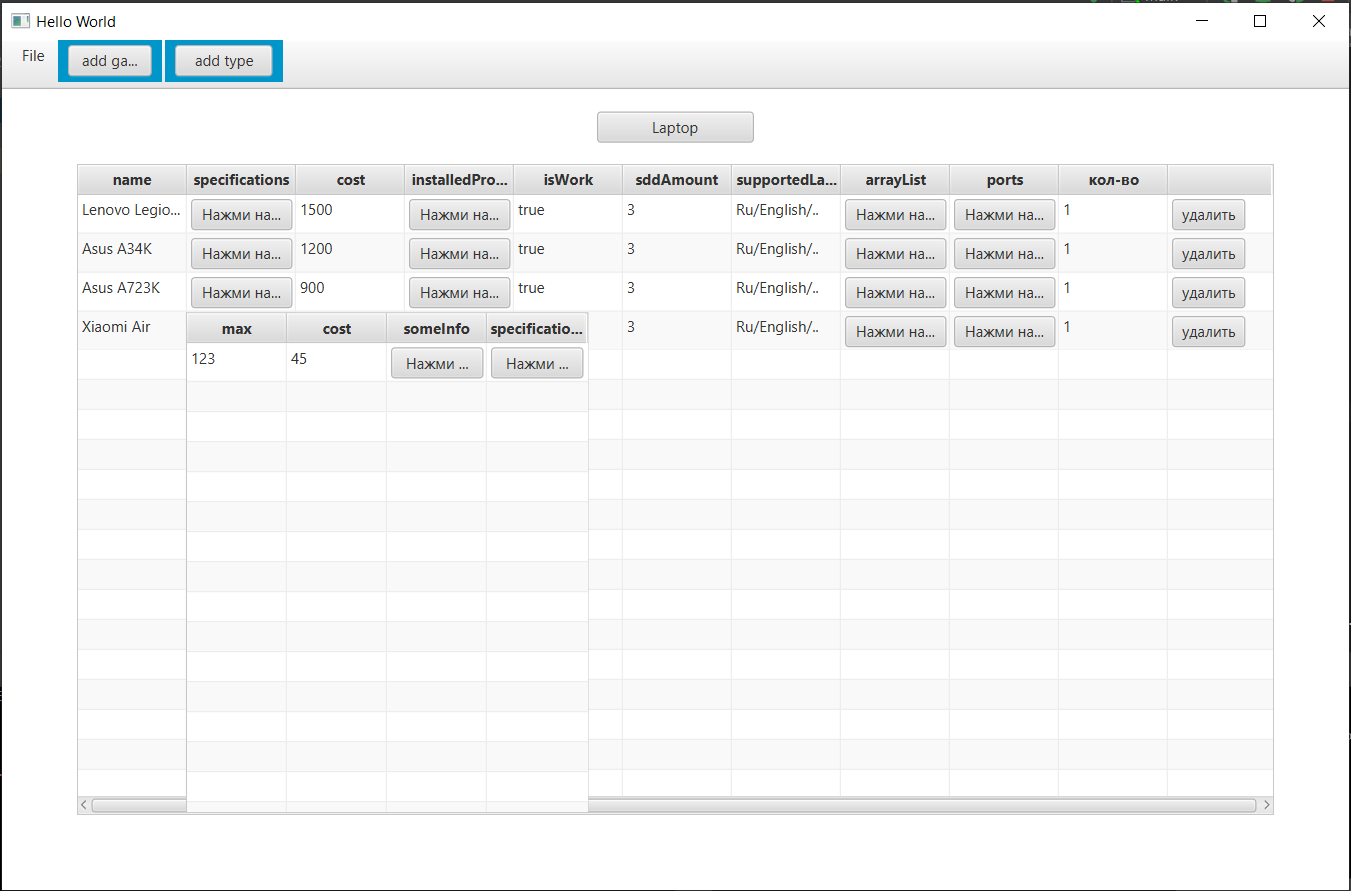 Hello World
File add ga... add type
Laptop
name specifications cost installedPro... isWork sddAmount supportedLa... arrayList ports кол-во
Lenovo Legio... Нажми на... 1500 Нажми на... true 3 Ru/English/.. Нажми на... Нажми на... 1 удалить
Asus A34K Нажми на... 1200 Нажми на... true 3 Ru/English/.. Нажми на... Нажми на... 1 удалить
Asus A723K Нажми на... 900 Нажми на... true 3 Ru/English/.. Нажми на... Нажми на... 1 удалить
Xiaomi Air 3 Ru/English/.. Нажми на... Нажми на... 1 удалить
max cost someInfo specificatio...
123 45 Нажми ... Нажми ...